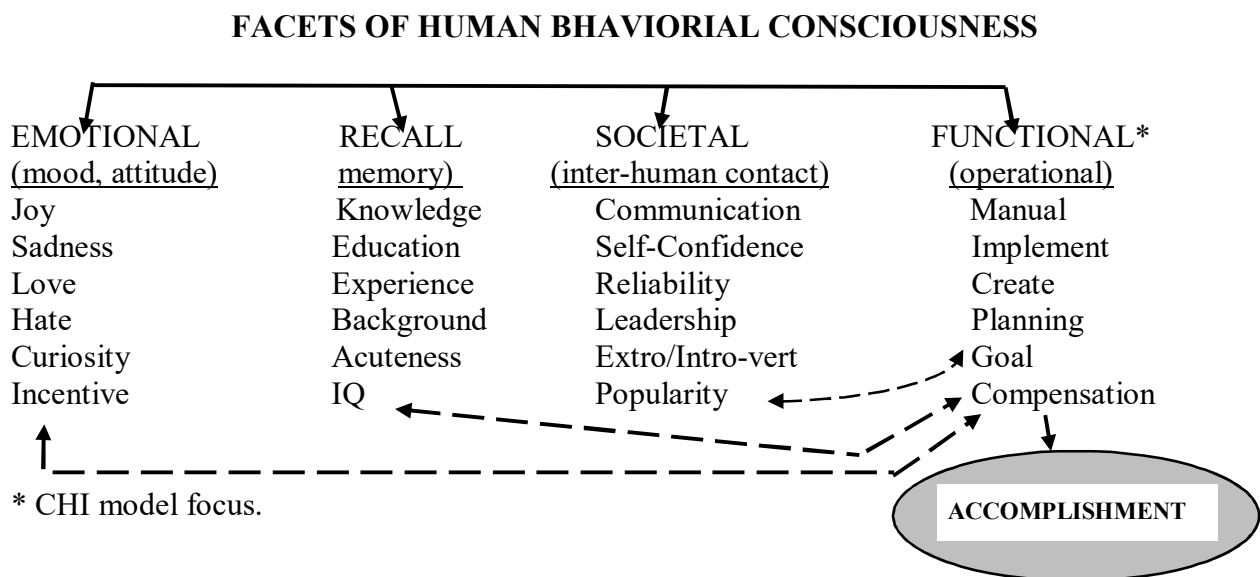 FACETS OF HUMAN BHAVIORIAL CONSCIOUSNESS
EMOTIONAL RECALL SOCIETAL FUNCTIONAL*
(mood, attitude) memory) (inter-human contact) (operational)
Joy Knowledge Communication Manual
Sadness Education Self-Confidence Implement
Love Experience Reliability Create
Hate Background Leadership Planning
Curiosity Acuteness Extro/Intro-vert Goal
Incentive IQ Popularity Compensation
* CHI model focus.
ACCOMPLISHMENT